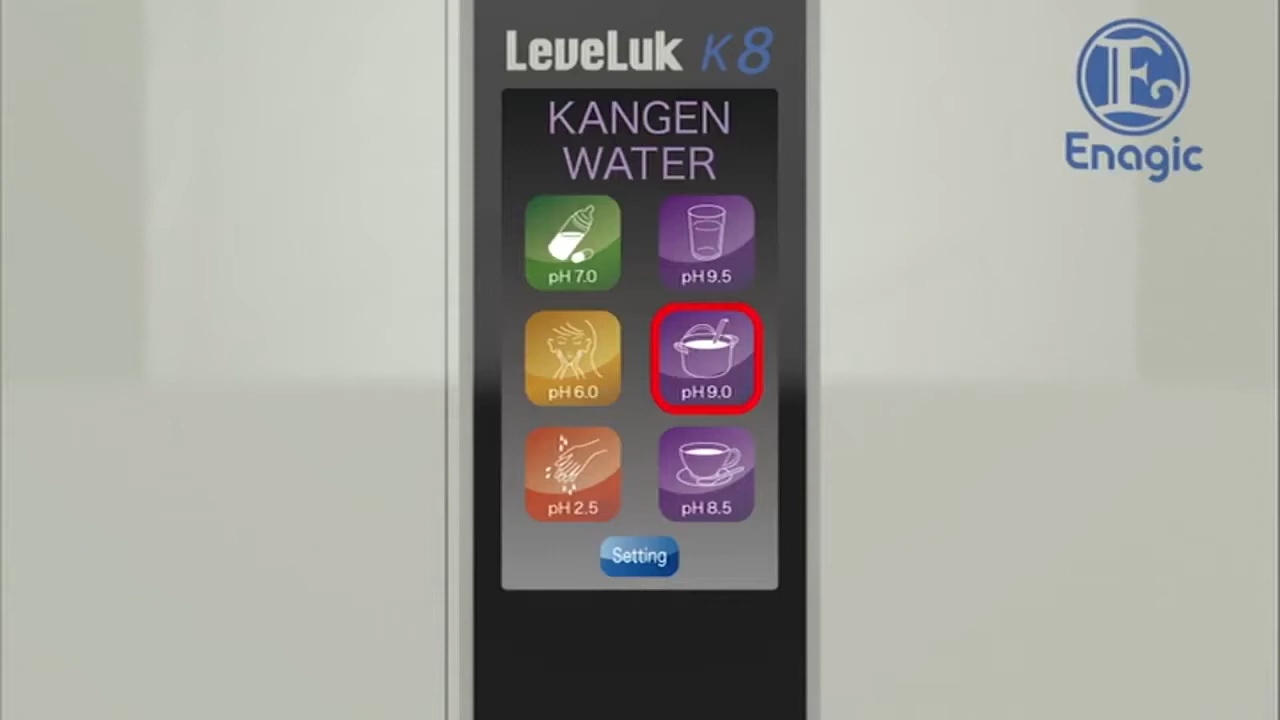 LeveLuk K8
Enagic
KANGEN
WATER
pH 7.0
pH 9.5
pH 6.0
pH 9.0
pH 2.5
pH 8.5
Setting